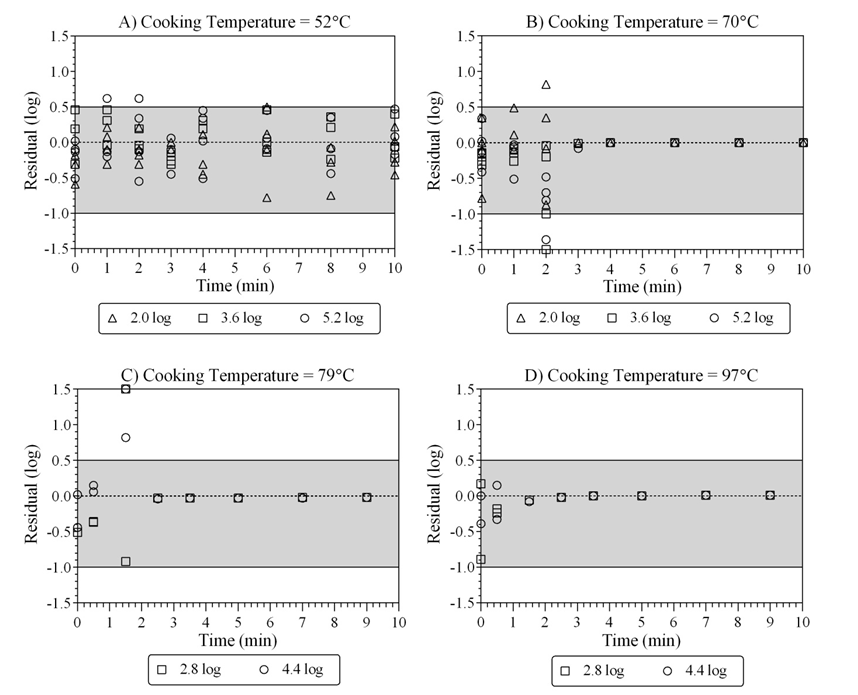 A) Cooking Temperature = 52°C
1.5
1.0
0.5
0.0
-0.5
-1.0
-1.5
Residual (log)
0 1 2 3 4 5 6 7 8 9 10
Time (min)
2.0 log 3.6 log 5.2 log
B) Cooking Temperature = 70°C
1.5
1.0
0.5
0.0
-0.5
-1.0
-1.5
Residual (log)
0 1 2 3 4 5 6 7 8 9 10
Time (min)
2.0 log 3.6 log 5.2 log
C) Cooking Temperature = 79°C
1.5
1.0
0.5
0.0
-0.5
-1.0
-1.5
Residual (log)
0 1 2 3 4 5 6 7 8 9 10
Time (min)
2.8 log 4.4 log
D) Cooking Temperature = 97°C
1.5
1.0
0.5
0.0
-0.5
-1.0
-1.5
Residual (log)
0 1 2 3 4 5 6 7 8 9 10
Time (min)
2.8 log 4.4 log